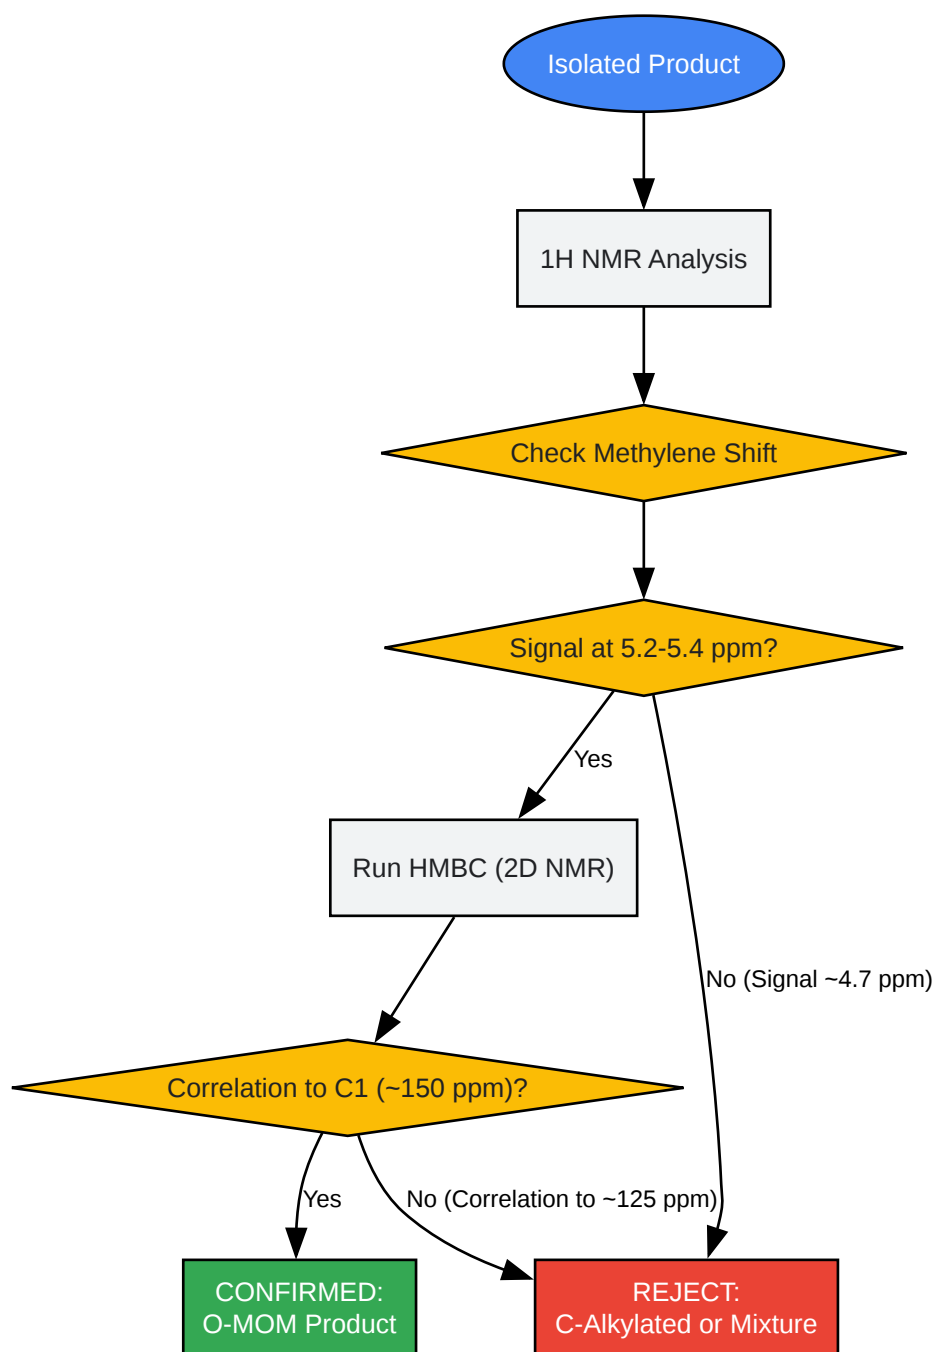 Isolated Product
1H NMR Analysis
Check Methylene Shift
Signal at 5.2-5.4 ppm?
Yes
Run HMBC (2D NMR)
No (Signal ~4.7 ppm)
Correlation to C1 (~150 ppm)?
Yes
No (Correlation to ~125 ppm)
CONFIRMED:
O-MOM Product
REJECT:
C-Alkylated or Mixture